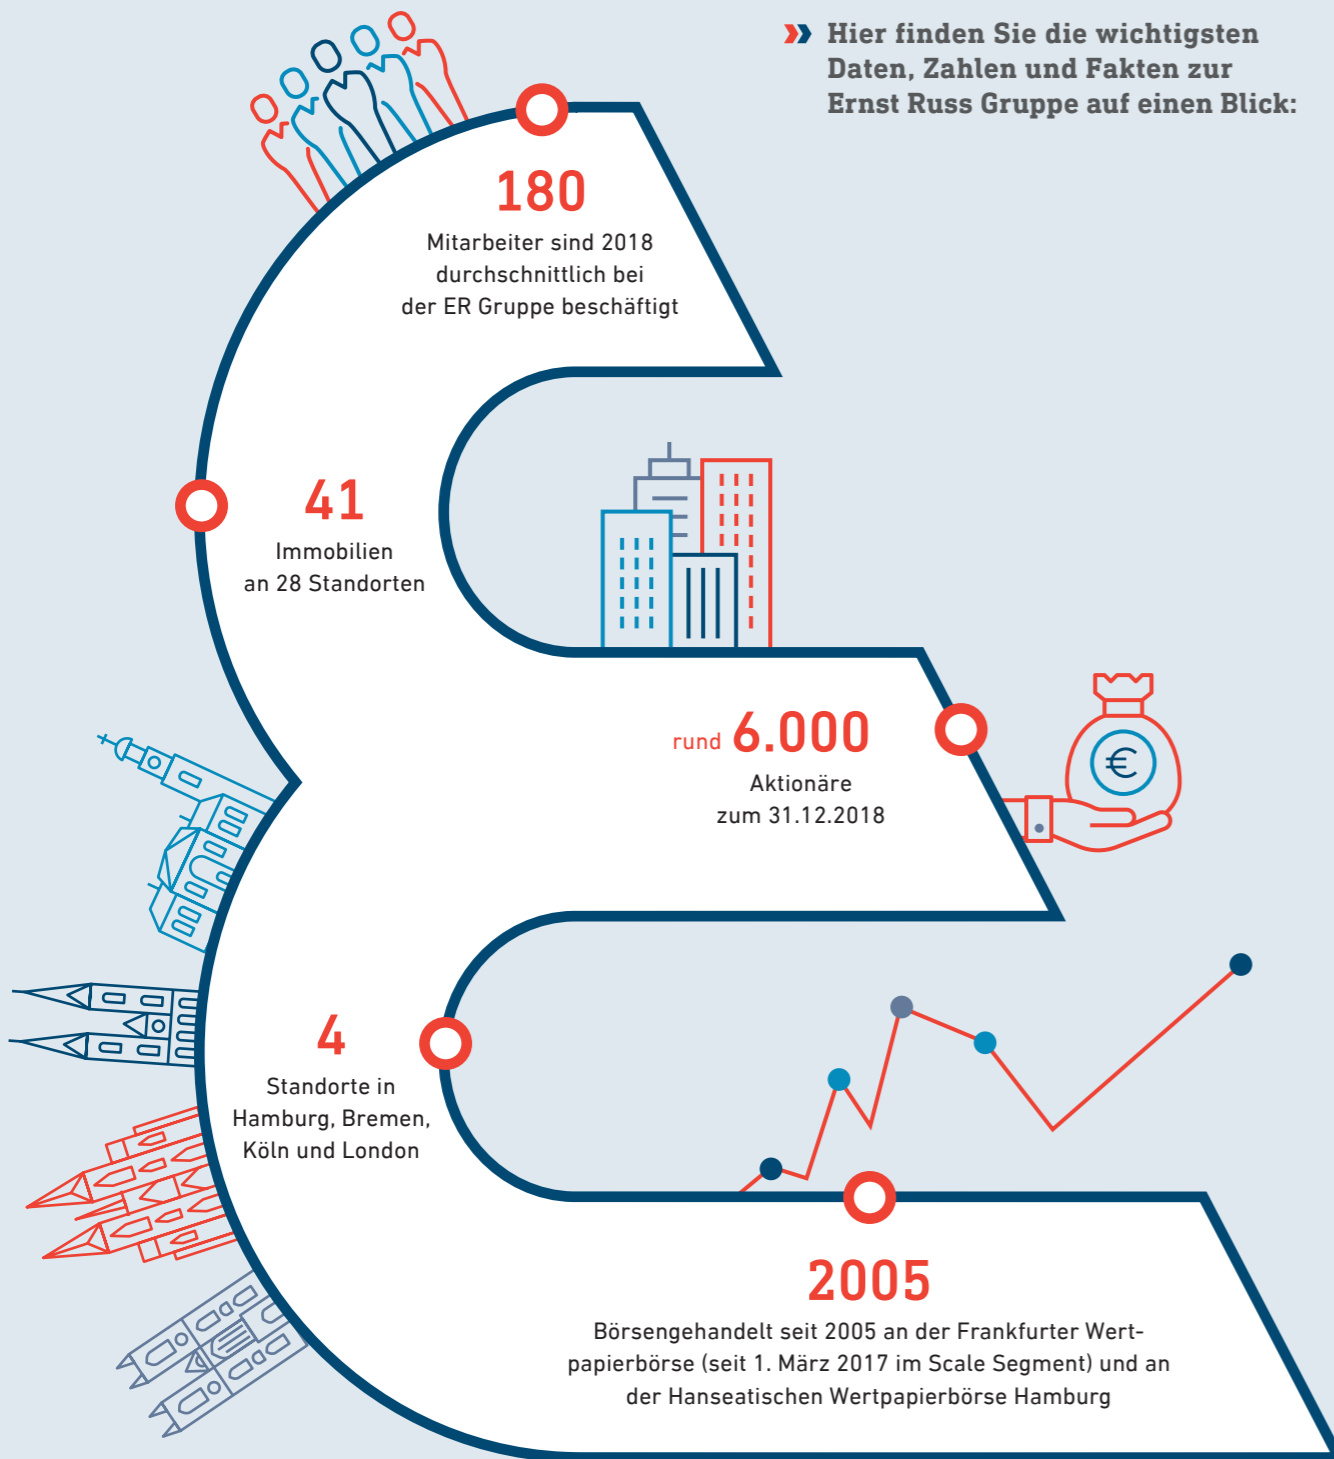 Hier finden Sie die wichtigsten
Daten, Zahlen und Fakten zur
Ernst Russ Gruppe auf einen Blick:
180
Mitarbeiter sind 2018
durchschnittlich bei
der ER Gruppe beschäftigt
41
Immobilien
an 28 Standorten
rund 6.000
Aktionäre
zum 31.12.2018
€
4
Standorte in
Hamburg, Bremen,
Köln und London
2005
Börsengehandelt seit 2005 an der Frankfurter Wert-
papierbörse (seit 1. März 2017 im Scale Segment) und an
der Hanseatischen Wertpapierbörse Hamburg